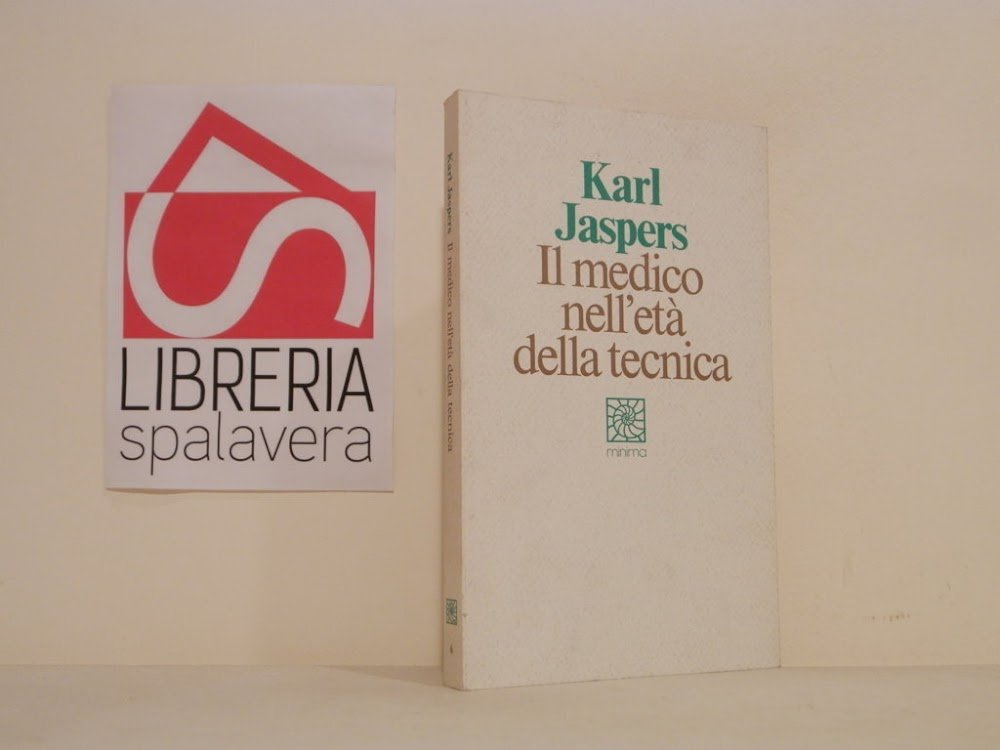 LIBRERIA
spalavera
Karl Jaspers Il medico nell'età della tecnica
6
Karl
Jaspers
Il medico
nell'età
della tecnica
minima